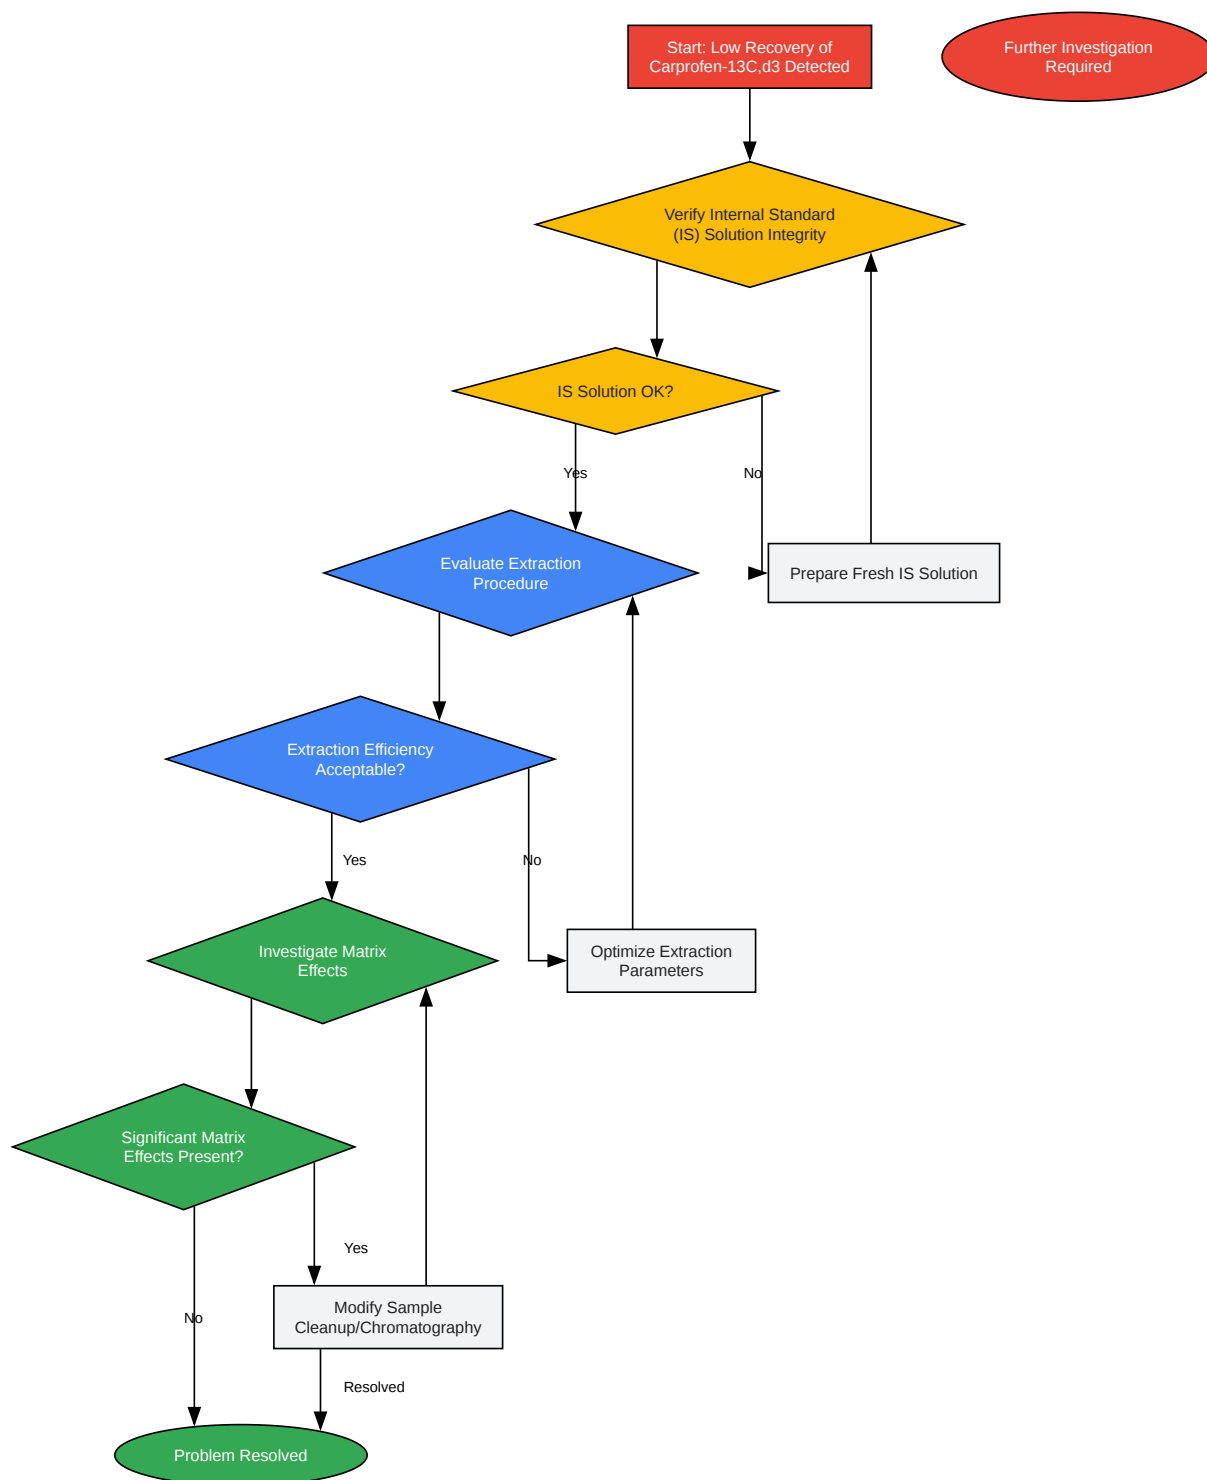 Start: Low Recovery of
Carprofen-13C,d3 Detected
Further Investigation
Required
Verify Internal Standard
(IS) Solution Integrity
IS Solution OK?
Yes
No
Evaluate Extraction
Procedure
Prepare Fresh IS Solution
Extraction Efficiency
Acceptable?
Yes
No
Investigate Matrix
Effects
Optimize Extraction
Parameters
Significant Matrix
Effects Present?
Yes
No
Modify Sample
Cleanup/Chromatography
Resolved
Problem Resolved